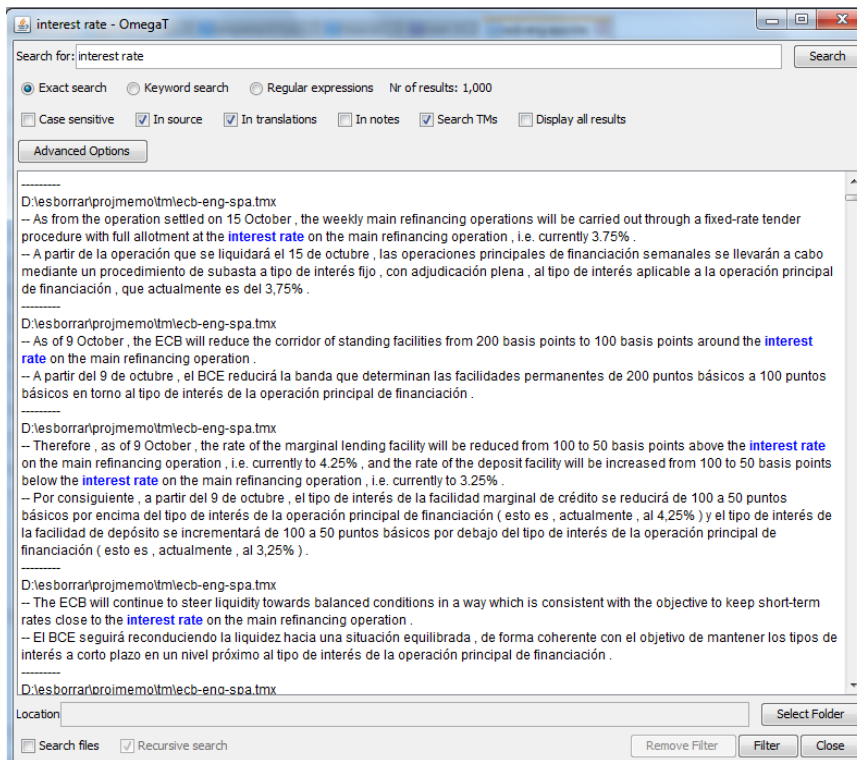 interest rate - OmegaT
Search for: interest rate
Search
Exact search Keyword search Regular expressions Nr of results: 1,000
Case sensitive In source In translations In notes Search TMs Display all results
Advanced Options
---------
D:\esborrar\projmemo\tm\ecb-eng-spa.tmx
-- As from the operation settled on 15 October , the weekly main refinancing operations will be carried out through a fixed-rate tender
procedure with full allotment at the interest rate on the main refinancing operation , i.e. currently 3.75% .
-- A partir de la operación que se liquidará el 15 de octubre , las operaciones principales de financiación semanales se llevarán a cabo
mediante un procedimiento de subasta a tipo de interés fijo , con adjudicación plena , al tipo de interés aplicable a la operación principal
de financiación , que actualmente es del 3,75% .
---------
D:\esborrar\projmemo\tm\ecb-eng-spa.tmx
-- As of 9 October , the ECB will reduce the corridor of standing facilities from 200 basis points to 100 basis points around the interest
rate on the main refinancing operation .
-- A partir del 9 de octubre , el BCE reducirá la banda que determinan las facilidades permanentes de 200 puntos básicos a 100 puntos
básicos en torno al tipo de interés de la operación principal de financiación .
---------
D:\esborrar\projmemo\tm\ecb-eng-spa.tmx
-- Therefore , as of 9 October , the rate of the marginal lending facility will be reduced from 100 to 50 basis points above the interest rate
on the main refinancing operation , i.e. currently to 4.25% , and the rate of the deposit facility will be increased from 100 to 50 basis points
below the interest rate on the main refinancing operation , i.e. currently to 3.25% .
-- Por consiguiente , a partir del 9 de octubre , el tipo de interés de la facilidad marginal de crédito se reducirá de 100 a 50 puntos
básicos por encima del tipo de interés de la operación principal de financiación ( esto es , actualmente , al 4,25% ) y el tipo de interés de
la facilidad de depósito se incrementará de 100 a 50 puntos básicos por debajo del tipo de interés de la operación principal de
financiación ( esto es , actualmente , al 3,25% ) .
---------
D:\esborrar\projmemo\tm\ecb-eng-spa.tmx
-- The ECB will continue to steer liquidity towards balanced conditions in a way which is consistent with the objective to keep short-term
rates close to the interest rate on the main refinancing operation .
-- El BCE seguirá reconduciendo la liquidez hacia una situación equilibrada , de forma coherente con el objetivo de mantener los tipos de
interés a corto plazo en un nivel próximo al tipo de interés de la operación principal de financiación .
---------
D:\esborrar\projmemo\tm\ecb-eng-spa.tmx
Location
Select Folder
Search files Recursive search Remove Filter Filter Close